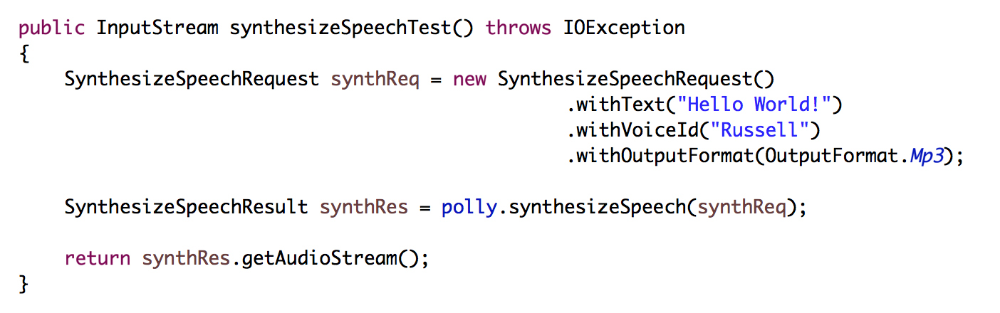 public InputStream synthesizeSpeechTest() throws IOException
{
    SynthesizeSpeechRequest synthReq = new SynthesizeSpeechRequest()
                                            .withText("Hello World!")
                                            .withVoiceId("Russell")
                                            .withOutputFormat(OutputFormat.Mp3);
    SynthesizeSpeechResult synthRes = polly.synthesizeSpeech(synthReq);
    return synthRes.getAudioStream();
}